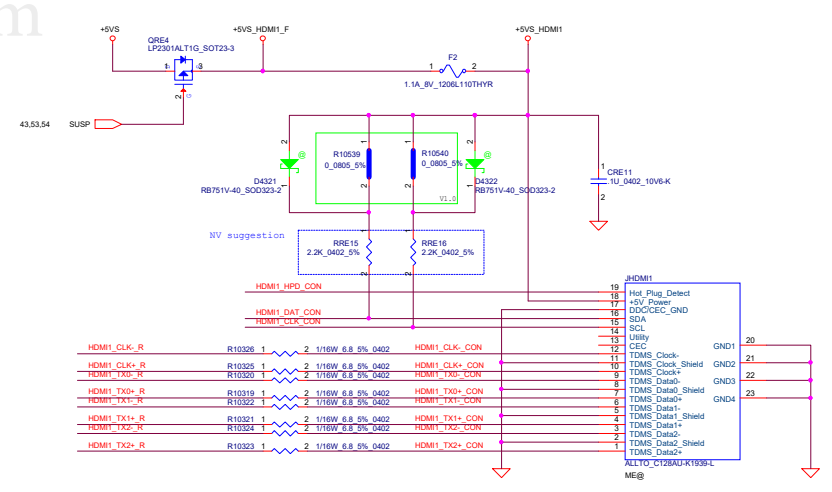 m
+5VS
+5VS_HDMI1_F
+5VS_HDMI1
QRE4
LP2301ALT1G_SOT23-3
1
3
S
G
2
F2
1
2
1.1A_8V_1206L110THYR
43,53,54
SUSP
2
@
D4321
RB751V-40_SOD323-2
1
1
R10539
0_0805_5%
2
1
R10540
0_0805_5%
2
V1.0
2
@
D4322
RB751V-40_SOD323-2
1
1
CRE11
.1U_0402_10V6-K
2
NV suggestion
1
RRE15
2.2K_0402_5%
2
1
RRE16
2.2K_0402_5%
2
JHDMI1
HDMI1_HPD_CON
19 Hot_Plug_Detect
18 +5V_Power
17 DDC/CEC_GND
HDMI1_DAT_CON 16 SDA
HDMI1_CLK_CON 15 SCL
14 Utility
13 CEC
HDMI1_CLK-_R R10326 1 2 1/16W_6.8_5%_0402 HDMI1_CLK-_CON 12 TDMS_Clock-
11 TDMS_Clock_Shield
HDMI1_CLK+_R R10325 1 2 1/16W_6.8_5%_0402 HDMI1_CLK+_CON 10 TDMS_Clock+
HDMI1_TX0-_R R10320 1 2 1/16W_6.8_5%_0402 HDMI1_TX0-_CON 9 TDMS_Data0-
8 TDMS_Data0_Shield
HDMI1_TX0+_R R10319 1 2 1/16W_6.8_5%_0402 HDMI1_TX0+_CON 7 TDMS_Data0+
HDMI1_TX1-_R R10322 1 2 1/16W_6.8_5%_0402 HDMI1_TX1-_CON 6 TDMS_Data1-
5 TDMS_Data1_Shield
HDMI1_TX1+_R R10321 1 2 1/16W_6.8_5%_0402 HDMI1_TX1+_CON 4 TDMS_Data1+
HDMI1_TX2-_R R10324 1 2 1/16W_6.8_5%_0402 HDMI1_TX2-_CON 3 TDMS_Data2-
2 TDMS_Data2_Shield
HDMI1_TX2+_R R10323 1 2 1/16W_6.8_5%_0402 HDMI1_TX2+_CON 1 TDMS_Data2+
GND1 20
GND2 21
GND3 22
GND4 23
ALLTO_C128AU-K1939-L
ME@